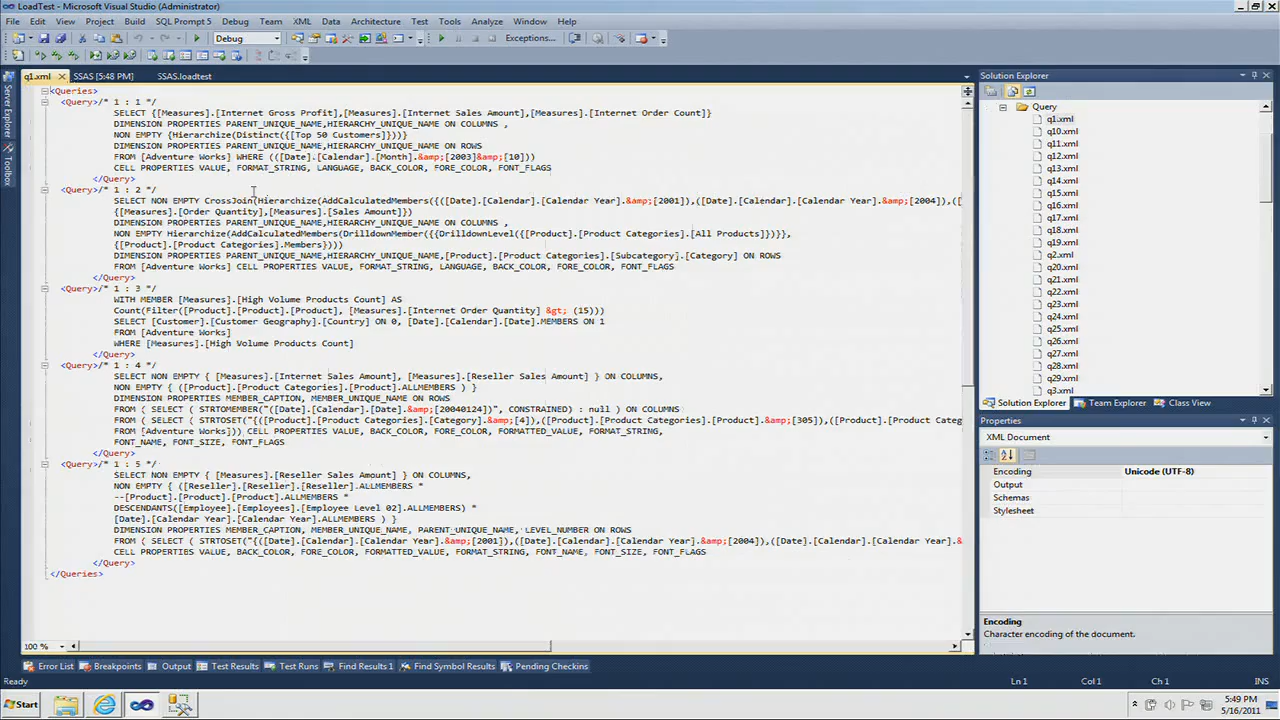 LoadTest - Microsoft Visual Studio (Administrator)
File Edit View Project Build SQL Prompt 5 Debug Team XML Data Architecture Test Tools Analyze Window Help
Debug Exceptions...
q1.xml SSAS [5:48 PM] SSAS.loadtest
Server Explorer
Toolbox
<Queries>
<Query>/* 1 : 1 */
SELECT {[Measures].[Internet Gross Profit],[Measures].[Internet Sales Amount],[Measures].[Internet Order Count]}
DIMENSION PROPERTIES PARENT_UNIQUE_NAME,HIERARCHY_UNIQUE_NAME ON COLUMNS ,
NON EMPTY {Hierarchize(Distinct({[Top 50 Customers]}))}
DIMENSION PROPERTIES PARENT_UNIQUE_NAME,HIERARCHY_UNIQUE_NAME ON ROWS
FROM [Adventure Works] WHERE (([Date].[Calendar].[Month].&amp;[2003]&amp;[10]))
CELL PROPERTIES VALUE, FORMAT_STRING, LANGUAGE, BACK_COLOR, FORE_COLOR, FONT_FLAGS
</Query>
<Query>/* 1 : 2 */
SELECT NON EMPTY CrossJoin(Hierarchize(AddCalculatedMembers({([Date].[Calendar].[Calendar Year].&amp;[2001]),([Date].[Calendar].[Calendar Year].&amp;[2004]),([
{[Measures].[Order Quantity],[Measures].[Sales Amount]})
DIMENSION PROPERTIES PARENT_UNIQUE_NAME,HIERARCHY_UNIQUE_NAME ON COLUMNS ,
NON EMPTY Hierarchize(AddCalculatedMembers(DrilldownMember({{DrilldownLevel({[Product].[Product Categories].[All Products]})}},
{[Product].[Product Categories].Members})))
DIMENSION PROPERTIES PARENT_UNIQUE_NAME,HIERARCHY_UNIQUE_NAME,[Product].[Product Categories].[Subcategory].[Category] ON ROWS
FROM [Adventure Works] CELL PROPERTIES VALUE, FORMAT_STRING, LANGUAGE, BACK_COLOR, FORE_COLOR, FONT_FLAGS
</Query>
<Query>/* 1 : 3 */
WITH MEMBER [Measures].[High Volume Products Count] AS
Count(Filter([Product].[Product].[Product], [Measures].[Internet Order Quantity] &gt; (15)))
SELECT [Customer].[Customer Geography].[Country] ON 0, [Date].[Calendar].[Date].MEMBERS ON 1
FROM [Adventure Works]
WHERE [Measures].[High Volume Products Count]
</Query>
<Query>/* 1 : 4 */
SELECT NON EMPTY { [Measures].[Internet Sales Amount], [Measures].[Reseller Sales Amount] } ON COLUMNS,
NON EMPTY { ([Product].[Product Categories].[Product].ALLMEMBERS ) }
DIMENSION PROPERTIES MEMBER_CAPTION, MEMBER_UNIQUE_NAME ON ROWS
FROM ( SELECT ( STRTOMEMBER("([Date].[Calendar].[Date].&amp;[20040124])", CONSTRAINED) : null ) ON COLUMNS
FROM ( SELECT ( STRTOSET("{([Product].[Product Categories].[Category].&amp;[4]),([Product].[Product Categories].[Product].&amp;[305]),([Product].[Product Categ
FROM [Adventure Works])) CELL PROPERTIES VALUE, BACK_COLOR, FORE_COLOR, FORMATTED_VALUE, FORMAT_STRING,
FONT_NAME, FONT_SIZE, FONT_FLAGS
</Query>
<Query>/* 1 : 5 */
SELECT NON EMPTY { [Measures].[Reseller Sales Amount] } ON COLUMNS,
NON EMPTY { ([Reseller].[Reseller].[Reseller].ALLMEMBERS *
--[Product].[Product].[Product].ALLMEMBERS *
DESCENDANTS([Employee].[Employees].[Employee Level 02].ALLMEMBERS) *
[Date].[Calendar Year].[Calendar Year].ALLMEMBERS ) }
DIMENSION PROPERTIES MEMBER_CAPTION, MEMBER_UNIQUE_NAME, PARENT_UNIQUE_NAME, LEVEL_NUMBER ON ROWS
FROM ( SELECT ( STRTOSET("{([Date].[Calendar].[Calendar Year].&amp;[2001]),([Date].[Calendar].[Calendar Year].&amp;[2004]),([Date].[Calendar].[Calendar Year].&
CELL PROPERTIES VALUE, BACK_COLOR, FORE_COLOR, FORMATTED_VALUE, FORMAT_STRING, FONT_NAME, FONT_SIZE, FONT_FLAGS
</Query>
</Queries>
100 %
Solution Explorer
Query
q1.xml
q10.xml
q11.xml
q12.xml
q13.xml
q14.xml
q15.xml
q16.xml
q17.xml
q18.xml
q19.xml
q2.xml
q20.xml
q21.xml
q22.xml
q23.xml
q24.xml
q25.xml
q26.xml
q27.xml
q28.xml
q29.xml
q3.xml
Solution Explorer Team Explorer Class View
Properties
XML Document
Encoding Unicode (UTF-8)
Output
Schemas
Stylesheet
Encoding
Character encoding of the document.
Error List Breakpoints Output Test Results Test Runs Find Results 1 Find Symbol Results Pending Checkins
Ready Ln 1 Col 1 Ch 1 INS
Start
5:49 PM
5/16/2011